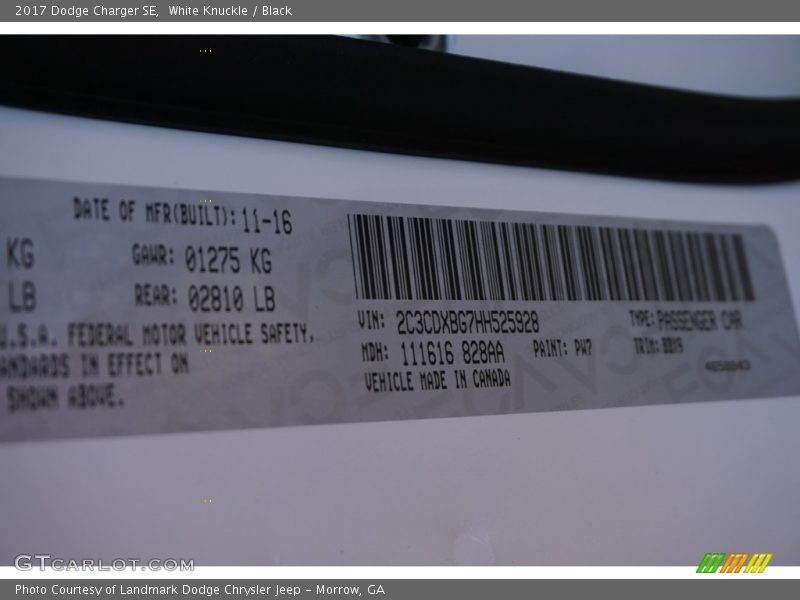 2017 Dodge Charger SE, White Knuckle / Black
DATE OF MFR(BUILT): 11-16
KG GAWR: 01275 KG
LB REAR: 02810 LB
U.S.A. FEDERAL MOTOR VEHICLE SAFETY,
ANDARDS IN EFFECT ON
SHOWN ABOVE.
VIN: 2C3CDXBG7HH525928 TYPE: PASSENGER CAR
MDH: 111616 828AA PAINT: PW7 TRIM:
VEHICLE MADE IN CANADA
GTCARLOT.COM
Photo Courtesy of Landmark Dodge Chrysler Jeep – Morrow, GA